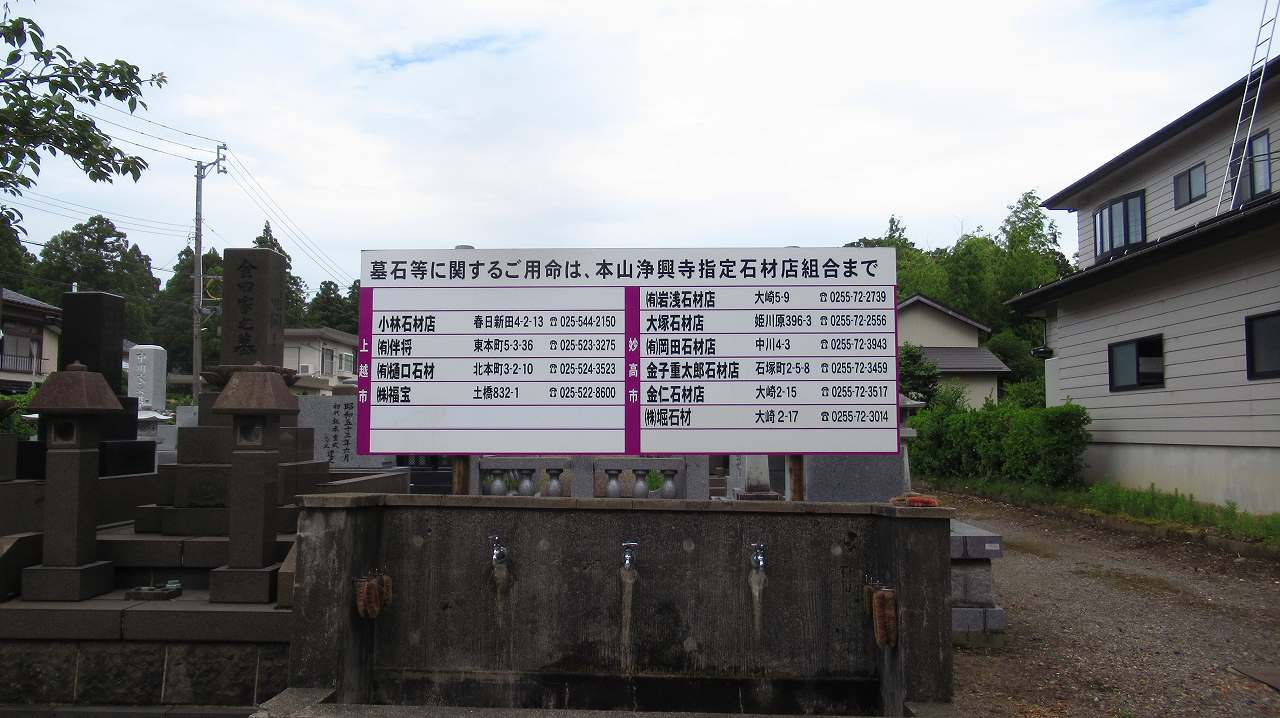 墓石等に関するご用命は、本山浄興寺指定石材店組合まで
上越市
小林石材店 春日新田4-2-13 ☎025-544-2150
㈲伴将 東本町5-3-36 ☎025-523-3275
㈲樋口石材 北本町3-2-10 ☎025-524-3523
㈱福宝 土橋832-1 ☎025-522-8600
妙高市
㈲岩浅石材店 大崎5-9 ☎0255-72-2739
大塚石材店 姫川原396-3 ☎0255-72-2556
㈲岡田石材店 中川4-3 ☎0255-72-3943
金子重太郎石材店 石塚町2-5-8 ☎0255-72-3459
金仁石材店 大崎2-15 ☎0255-72-3517
㈱堀石材 大崎2-17 ☎0255-72-3014
昭和五十三年六月